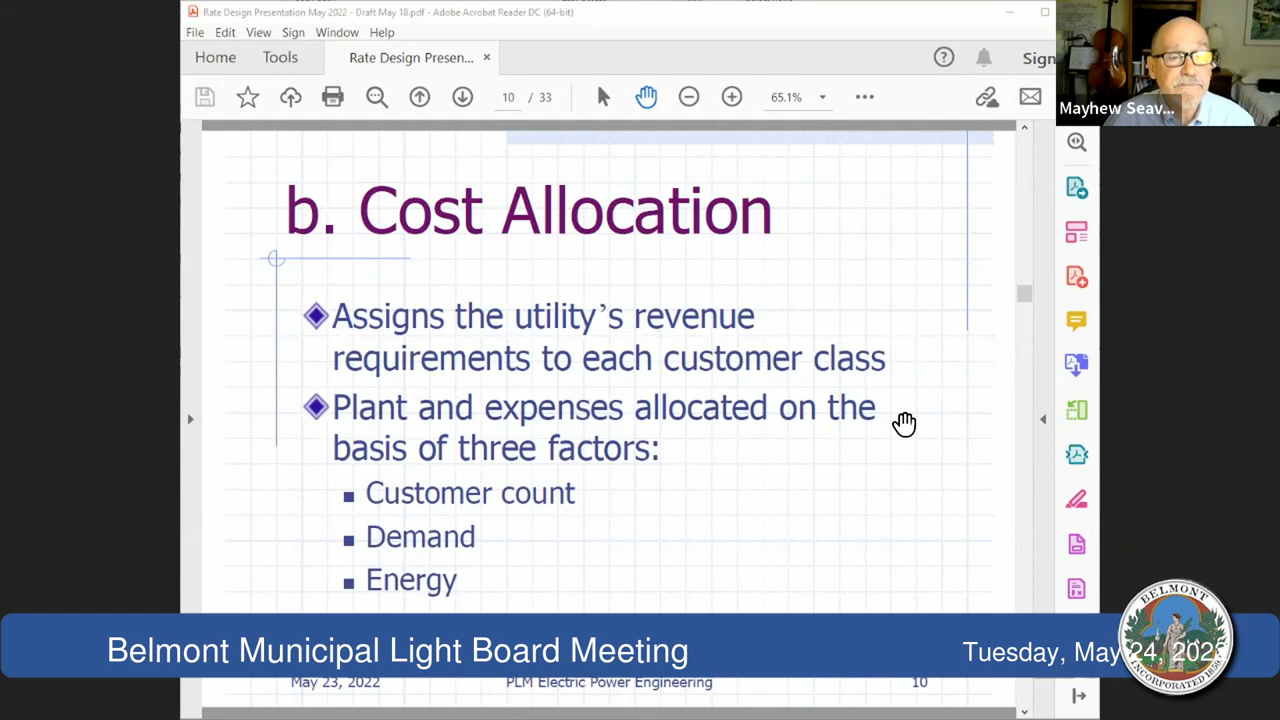 Rate Design Presentation May 2022 - Draft May 18.pdf - Adobe Acrobat Reader DC (64-bit)
File Edit View Sign Window Help
Home Tools Rate Design Presen... × Sign
10 / 33 65.1%
Mayhew Seav...
b. Cost Allocation
Assigns the utility’s revenue
requirements to each customer class
Plant and expenses allocated on the
basis of three factors:
Customer count
Demand
Energy
Belmont Municipal Light Board Meeting
Tuesday, May 24, 202
BELMONT
INCORPORATED 1859
May 23, 2022 PLM Electric Power Engineering 10